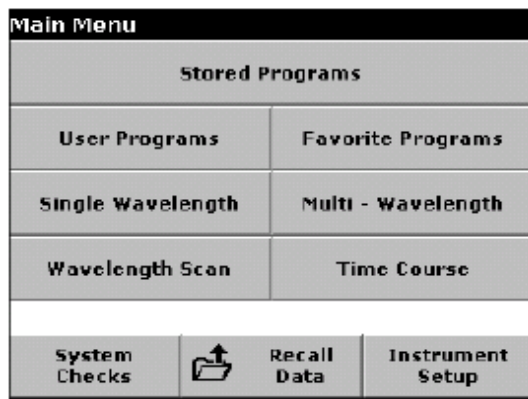 Main Menu
Stored Programs
User Programs
Favorite Programs
Single Wavelength
Multi - Wavelength
Wavelength Scan
Time Course
System
Checks
Recall
Data
Instrument
Setup